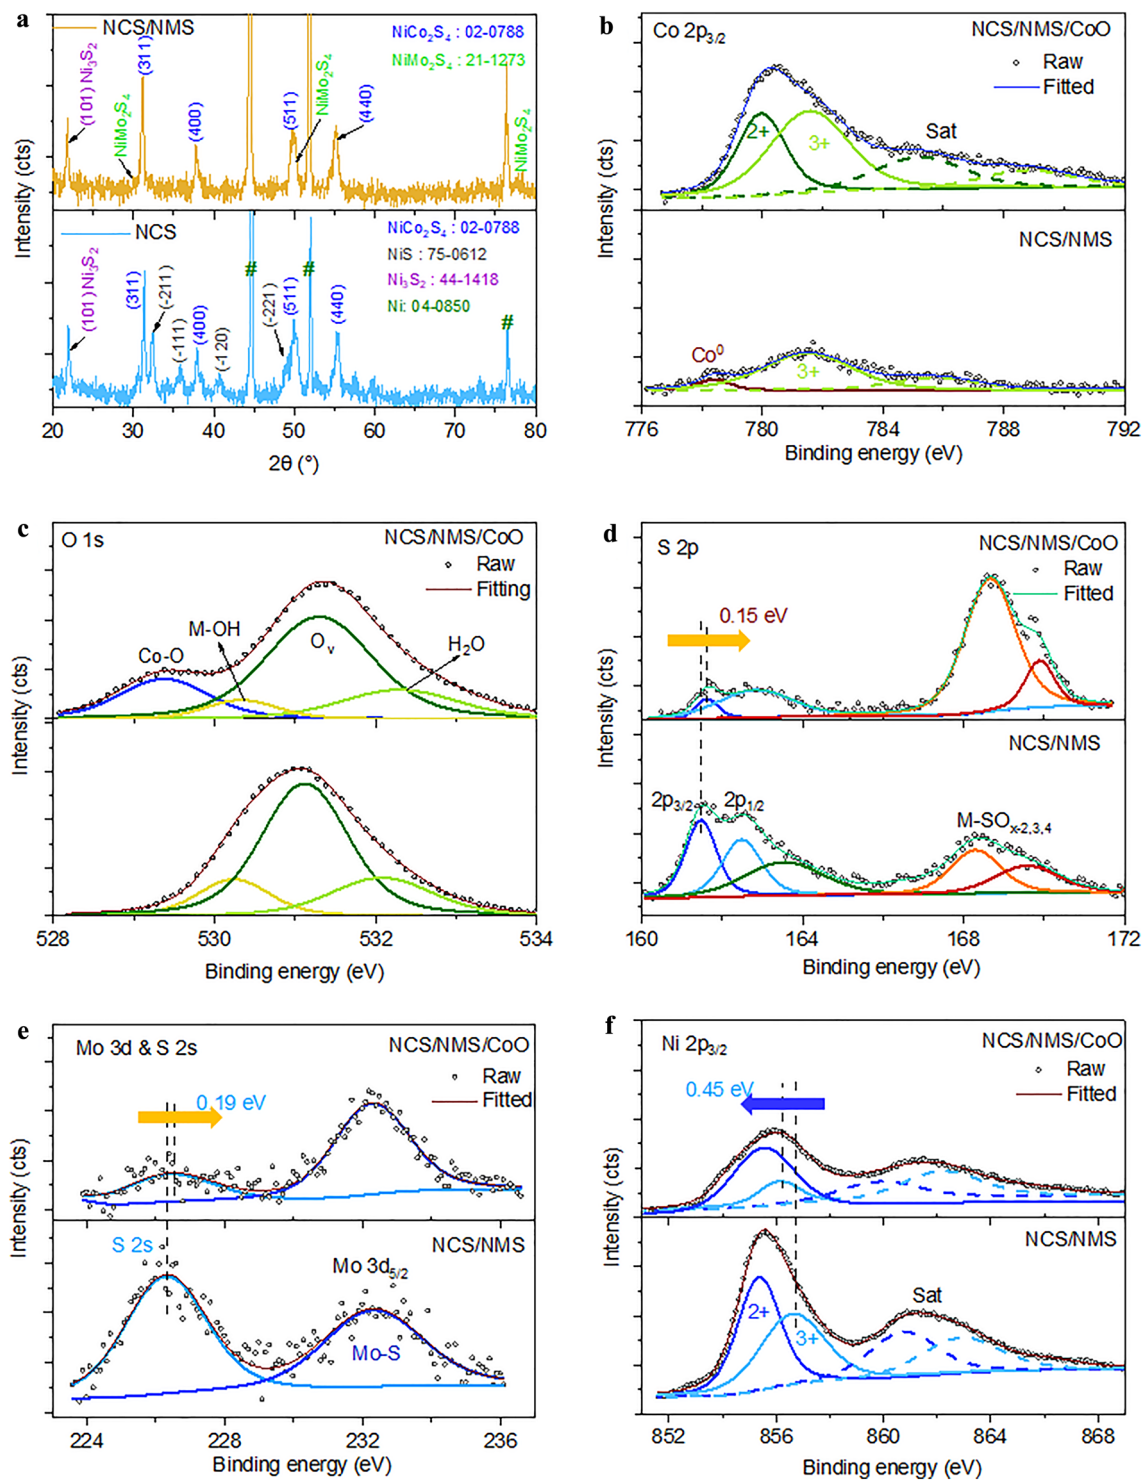 a
NCS/NMS
NiCo₂S₄ : 02-0788
NiMo₂S₄ : 21-1273
(101) Ni₃S₂
NiMo₂S₄
(311)
(400)
(511)
NiMo₂S₄
(440)
NiMo₂S₄
Intensity (cts)
NCS
NiCo₂S₄ : 02-0788
NiS : 75-0612
Ni₃S₂ : 44-1418
Ni: 04-0850
(101) Ni₃S₂
(311)
(-211)
(-111)
(400)
(-120)
#
(-221)
(511)
#
(440)
#
Intensity (cts)
20 30 40 50 60 70 80
2θ (°)
b
Co 2p₃/₂
NCS/NMS/CoO
Raw
Fitted
2+
3+
Sat
NCS/NMS
Co⁰
3+
Intensity (cts)
776 780 784 788 792
Binding energy (eV)
c
O 1s
NCS/NMS/CoO
Raw
Fitting
M-OH
Co-O
Oᵥ
H₂O
Intensity (cts)
528 530 532 534
Binding energy (eV)
d
S 2p
NCS/NMS/CoO
Raw
Fitted
0.15 eV
NCS/NMS
2p₃/₂
2p₁/₂
M-SOₓ₋₂,₃,₄
Intensity (cts)
160 164 168 172
Binding energy (eV)
e
Mo 3d & S 2s
NCS/NMS/CoO
Raw
Fitted
0.19 eV
S 2s
NCS/NMS
Mo 3d₅/₂
Mo-S
Intensity (cts)
224 228 232 236
Binding energy (eV)
f
Ni 2p₃/₂
NCS/NMS/CoO
Raw
Fitted
0.45 eV
NCS/NMS
2+
3+
Sat
Intensity (cts)
852 856 860 864 868
Binding energy (eV)